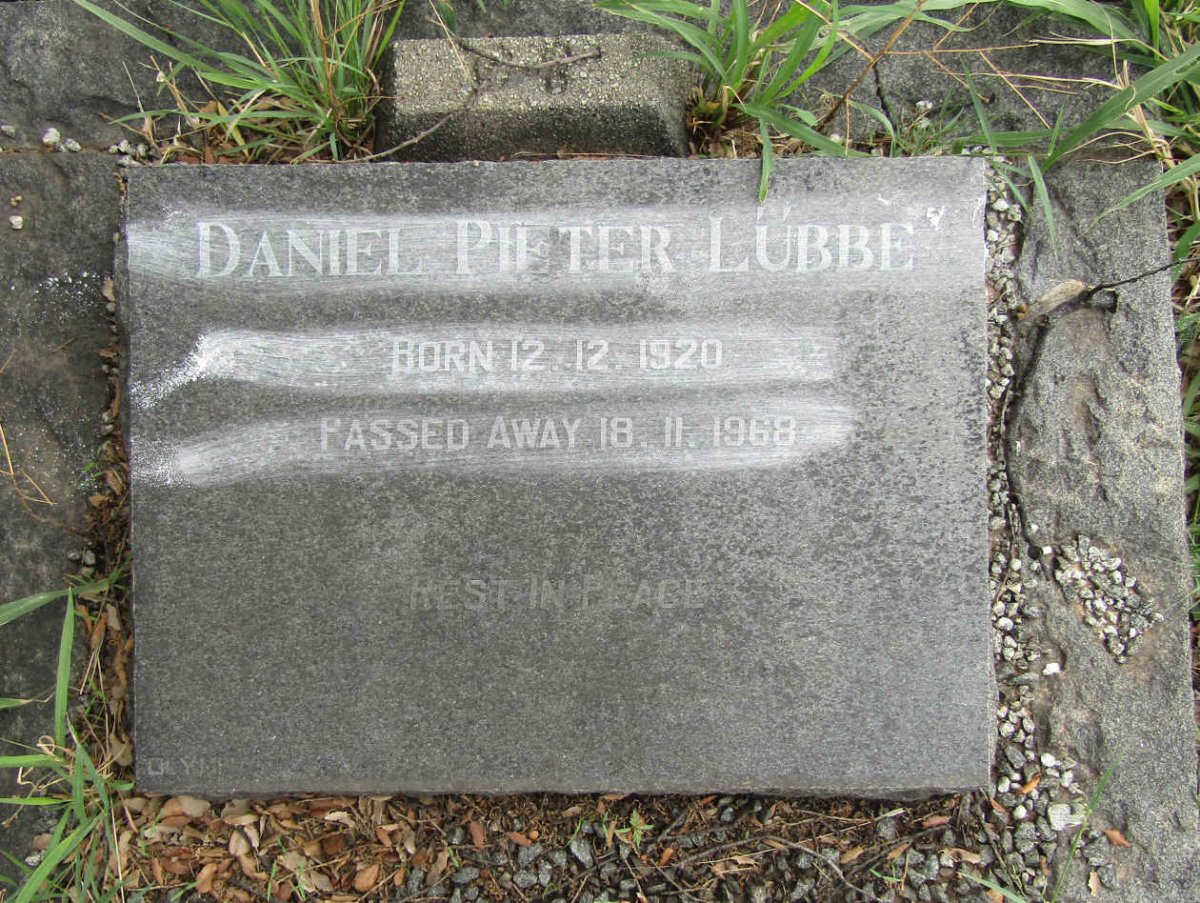 DANIEL PIETER LÜBBE
BORN 12. 12. 1920
PASSED AWAY 18. 11. 1968
REST IN PEACE